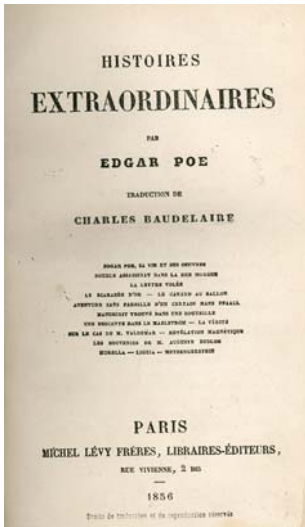 HISTOIRES
EXTRAORDINAIRES
PAR
EDGAR POE
TRADUCTION DE
CHARLES BAUDELAIRE
EDGAR POE, SA VIE ET SES OEUVRES
DOUBLE ASSASSINAT DANS LA RUE MORGUE
LA LETTRE VOLÉE
LE SCARABÉE D'OR — LE CANARD AU BALLON
AVENTURE SANS PAREILLE D'UN CERTAIN HANS PFAALL
MANUSCRIT TROUVÉ DANS UNE BOUTEILLE
UNE DESCENTE DANS LE MAELSTROM — LA VÉRITÉ
SUR LE CAS DE M. VALDEMAR — RÉVÉLATION MAGNÉTIQUE
LES SOUVENIRS DE M. AUGUSTE BEDLOE
MORELLA — LIGEIA — METZENGERSTEIN
PARIS
MICHEL LÉVY FRÈRES, LIBRAIRES-ÉDITEURS,
RUE VIVIENNE, 2 BIS
1856
Droits de traduction et de reproduction réservés